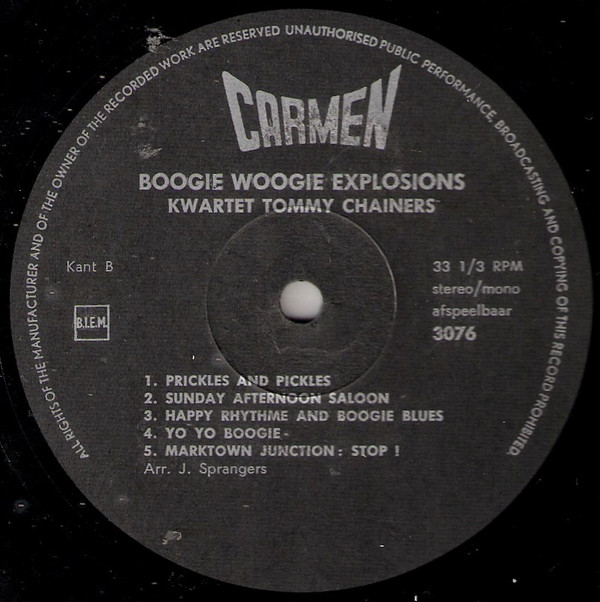 ALL RIGHTS OF THE MANUFACTURER AND OF THE OWNER OF THE RECORDED WORK ARE RESERVED UNAUTHORISED PUBLIC PERFORMANCE, BROADCASTING AND COPYING OF THIS RECORD PROHIBITED.
CARMEN
BOOGIE WOOGIE EXPLOSIONS
KWARTET TOMMY CHAINERS
Kant B
B.I.E.M.
33 1/3 RPM
stereo/mono
afspeelbaar
3076
1. PRICKLES AND PICKLES
2. SUNDAY AFTERNOON SALOON
3. HAPPY RHYTHME AND BOOGIE BLUES
4. YO YO BOOGIE
5. MARKTOWN JUNCTION: STOP !
Arr. J. Sprangers